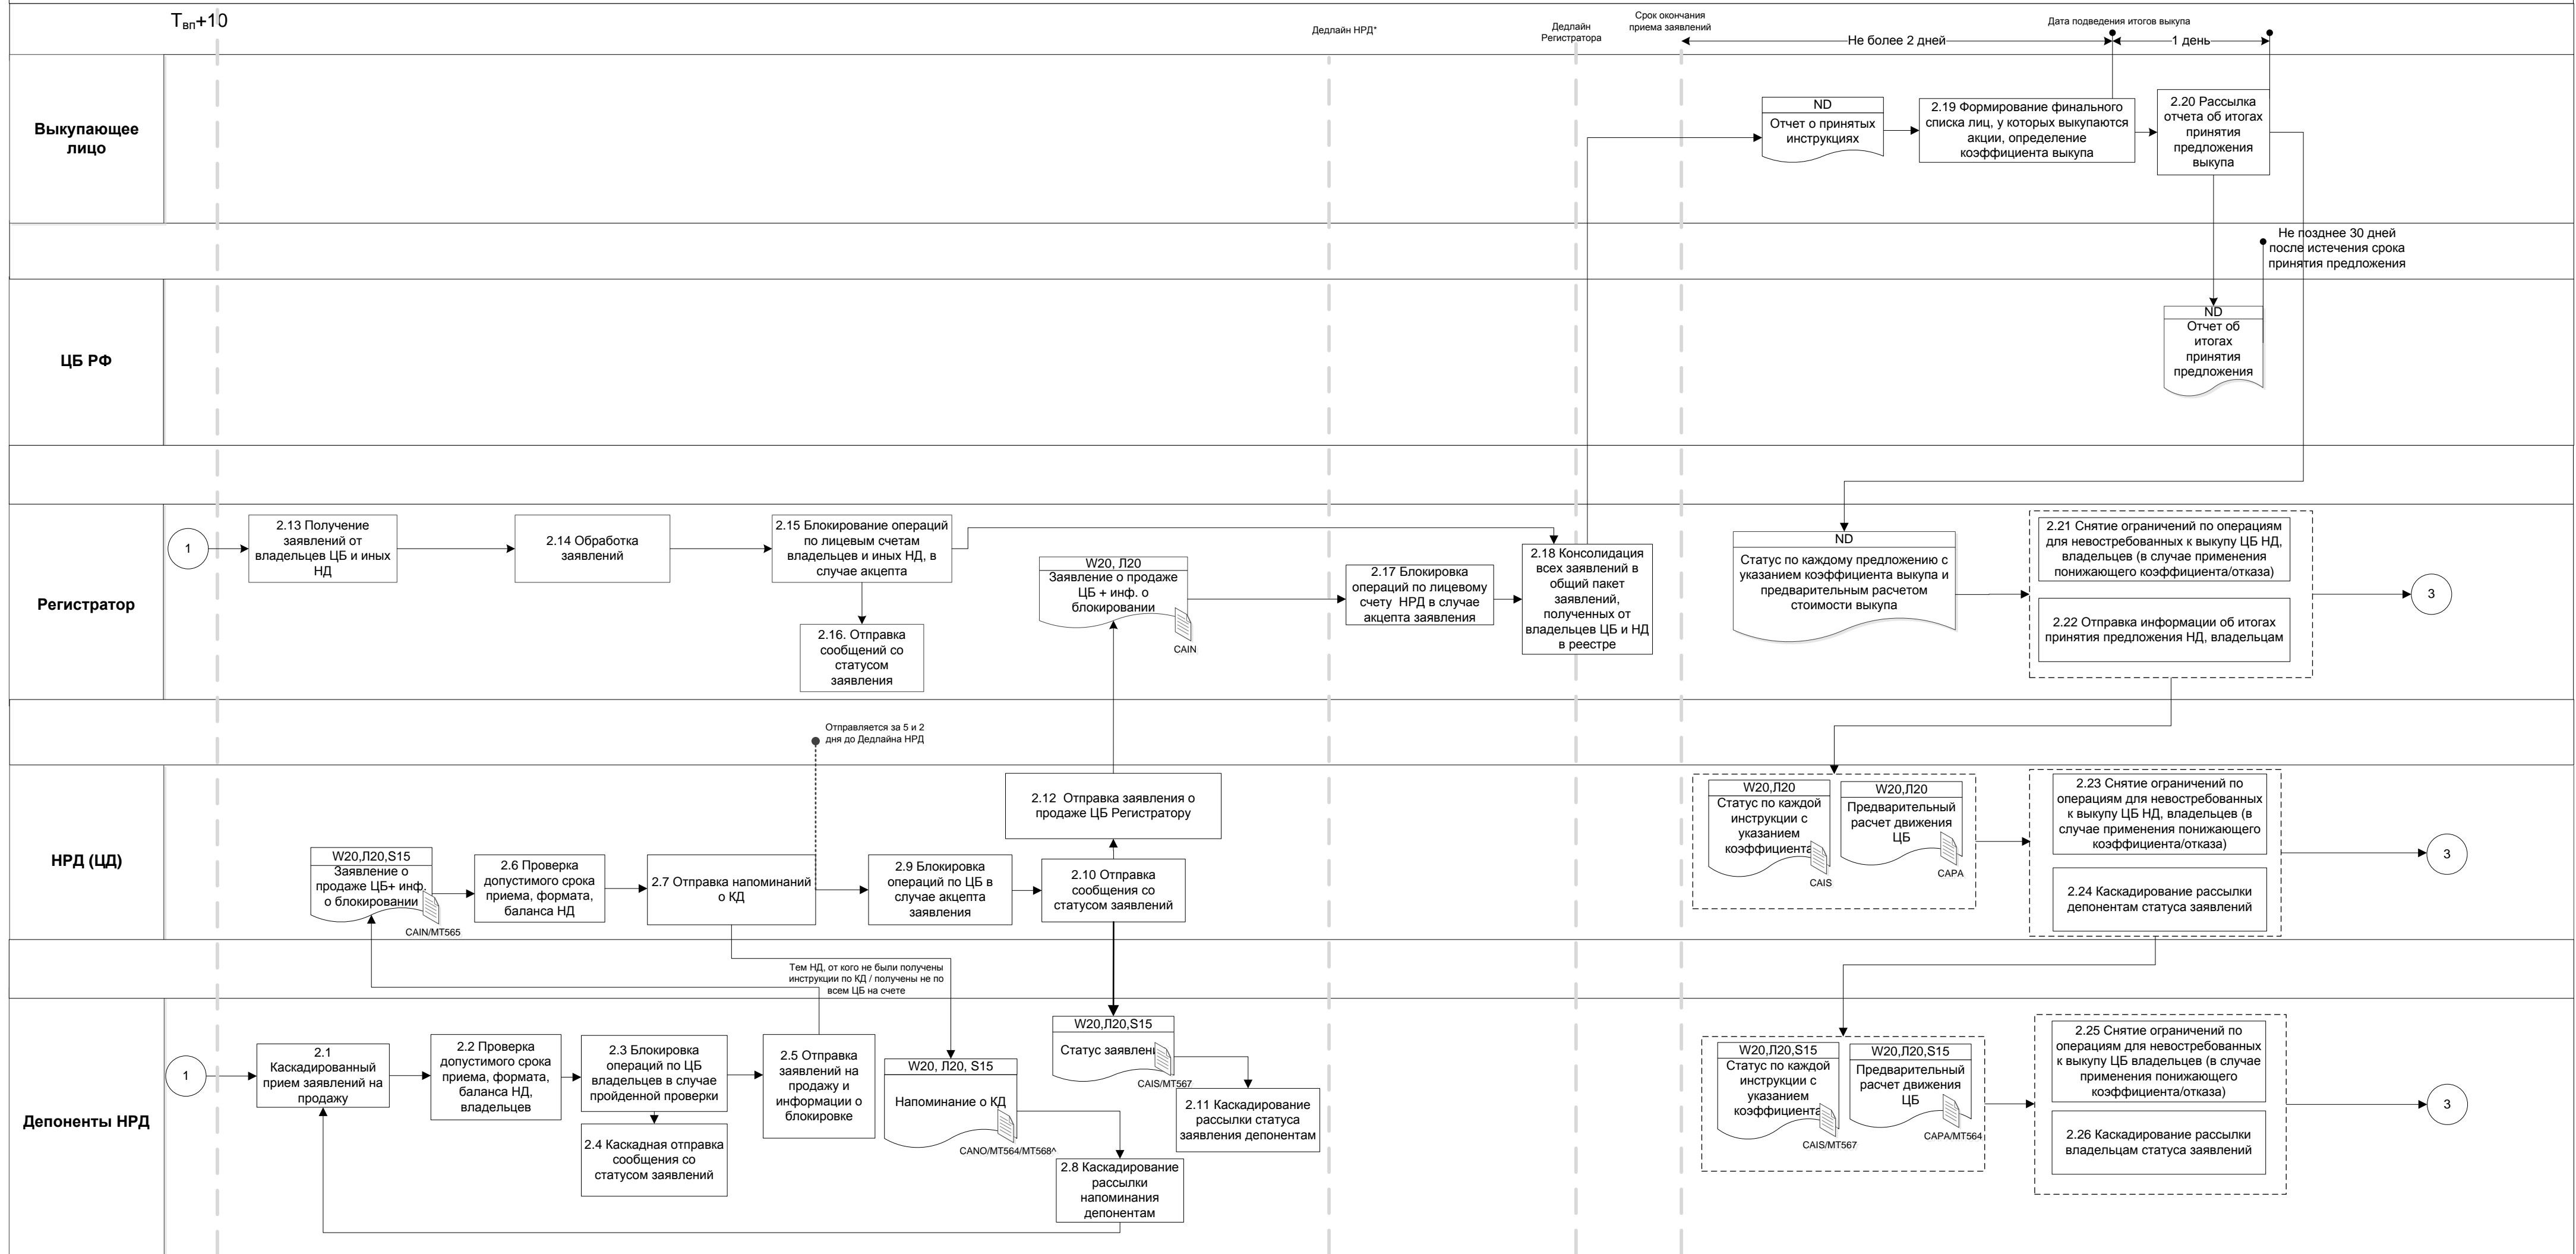 Tвп+10
Дедлайн НРД*
Дедлайн
Регистратора
Срок окончания
приема заявлений
Не более 2 дней
Дата подведения итогов выкупа
1 день
Выкупающее
лицо
ND
Отчет о принятых
инструкциях
2.19 Формирование финального
списка лиц, у которых выкупаются
акции, определение
коэффициента выкупа
2.20 Рассылка
отчета об итогах
принятия
предложения
выкупа
Не позднее 30 дней
после истечения срока
принятия предложения
ЦБ РФ
ND
Отчет об
итогах
принятия
предложения
Регистратор
1
2.13 Получение
заявлений от
владельцев ЦБ и иных
НД
2.14 Обработка
заявлений
2.15 Блокирование операций
по лицевым счетам
владельцев и иных НД, в
случае акцепта
2.16. Отправка
сообщений со
статусом
заявления
W20, Л20
Заявление о продаже
ЦБ + инф. о
блокировании
CAIN
2.17 Блокировка
операций по лицевому
счету НРД в случае
акцепта заявления
2.18 Консолидация
всех заявлений в
общий пакет
заявлений,
полученных от
владельцев ЦБ и НД
в реестре
ND
Статус по каждому предложению с
указанием коэффициента выкупа и
предварительным расчетом
стоимости выкупа
2.21 Снятие ограничений по операциям
для невостребованных к выкупу ЦБ НД,
владельцев (в случае применения
понижающего коэффициента/отказа)
2.22 Отправка информации об итогах
принятия предложения НД, владельцам
3
Отправляется за 5 и 2
дня до Дедлайна НРД
НРД (ЦД)
W20,Л20,S15
Заявление о
продаже ЦБ+ инф.
о блокировании
CAIN/MT565
2.6 Проверка
допустимого срока
приема, формата,
баланса НД
2.7 Отправка напоминаний
о КД
2.9 Блокировка
операций по ЦБ в
случае акцепта
заявления
2.12 Отправка заявления о
продаже ЦБ Регистратору
2.10 Отправка
сообщения со
статусом заявлений
W20,Л20
Статус по каждой
инструкции с
указанием
коэффициента
CAIS
W20,Л20
Предварительный
расчет движения
ЦБ
CAPA
2.23 Снятие ограничений по
операциям для невостребованных
к выкупу ЦБ НД, владельцев (в
случае применения понижающего
коэффициента/отказа)
2.24 Каскадирование рассылки
депонентам статуса заявлений
3
Тем НД, от кого не были получены
инструкции по КД / получены не по
всем ЦБ на счете
Депоненты НРД
1
2.1
Каскадированный
прием заявлений на
продажу
2.2 Проверка
допустимого срока
приема, формата,
баланса НД,
владельцев
2.3 Блокировка
операций по ЦБ
владельцев в случае
пройденной проверки
2.4 Каскадная отправка
сообщения со
статусом заявлений
2.5 Отправка
заявлений на
продажу и
информации о
блокировке
W20, Л20, S15
Напоминание о КД
CANO/MT564/MT568^
W20,Л20,S15
Статус заявлени
CAIS/MT567
2.11 Каскадирование
рассылки статуса
заявления депонентам
2.8 Каскадирование
рассылки
напоминания
депонентам
W20,Л20,S15
Статус по каждой
инструкции с
указанием
коэффициента
CAIS/MT567
W20,Л20,S15
Предварительный
расчет движения
ЦБ
CAPA/MT564
2.25 Снятие ограничений по
операциям для невостребованных
к выкупу ЦБ владельцев (в случае
применения понижающего
коэффициента/отказа)
2.26 Каскадирование рассылки
владельцам статуса заявлений
3